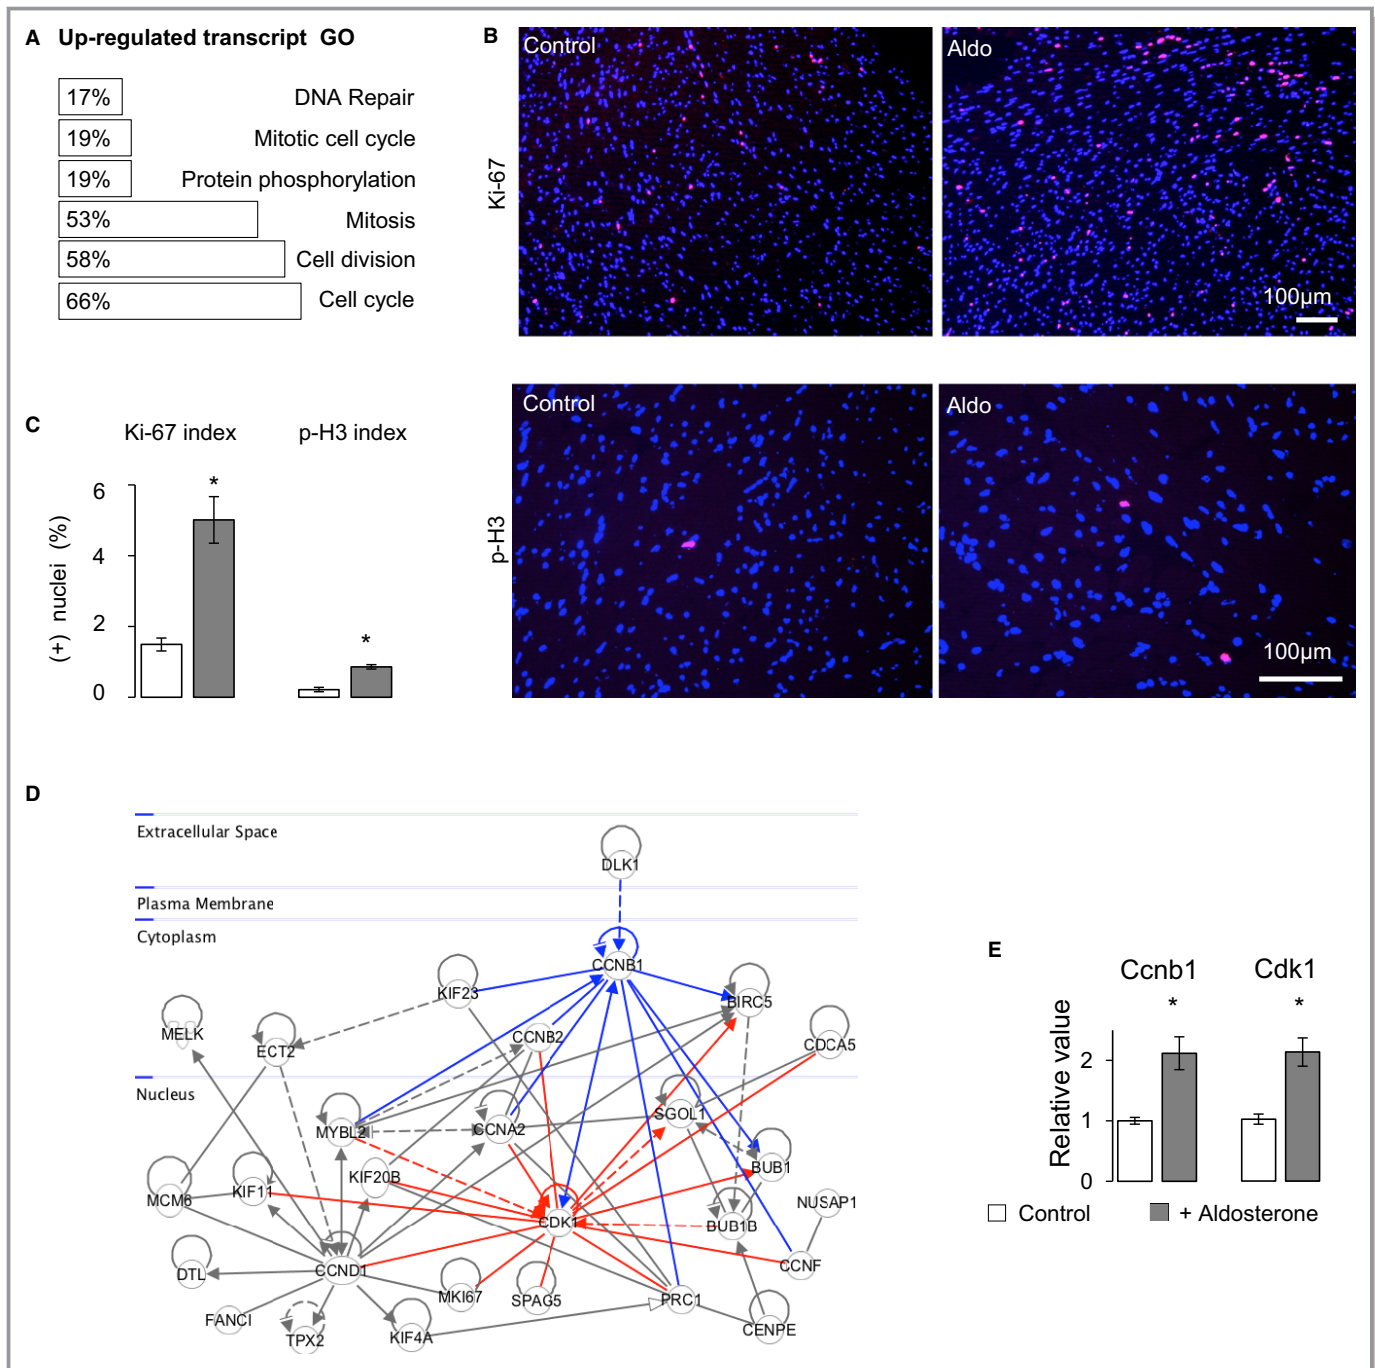 A Up-regulated transcript GO
17% DNA Repair
19% Mitotic cell cycle
19% Protein phosphorylation
53% Mitosis
58% Cell division
66% Cell cycle
B
Control
Aldo
Ki-67
100µm
Control
Aldo
p-H3
100µm
C
Ki-67 index
p-H3 index
(+) nuclei (%)
6
4
2
0
*
*
D
Extracellular Space
DLK1
Plasma Membrane
Cytoplasm
CCNB1
KIF23
BIRC5
MELK
ECT2
CCNB2
CDCA5
Nucleus
MYBL2
CCNA2
SGOL1
KIF20B
BUB1
MCM6
KIF11
NUSAP1
CDK1
BUB1B
DTL
CCND1
CCNF
MKI67
SPAG5
PRC1
FANCI
TPX2
KIF4A
CENPE
E
Ccnb1
Cdk1
*
*
Relative value
2
1
0
Control
+ Aldosterone